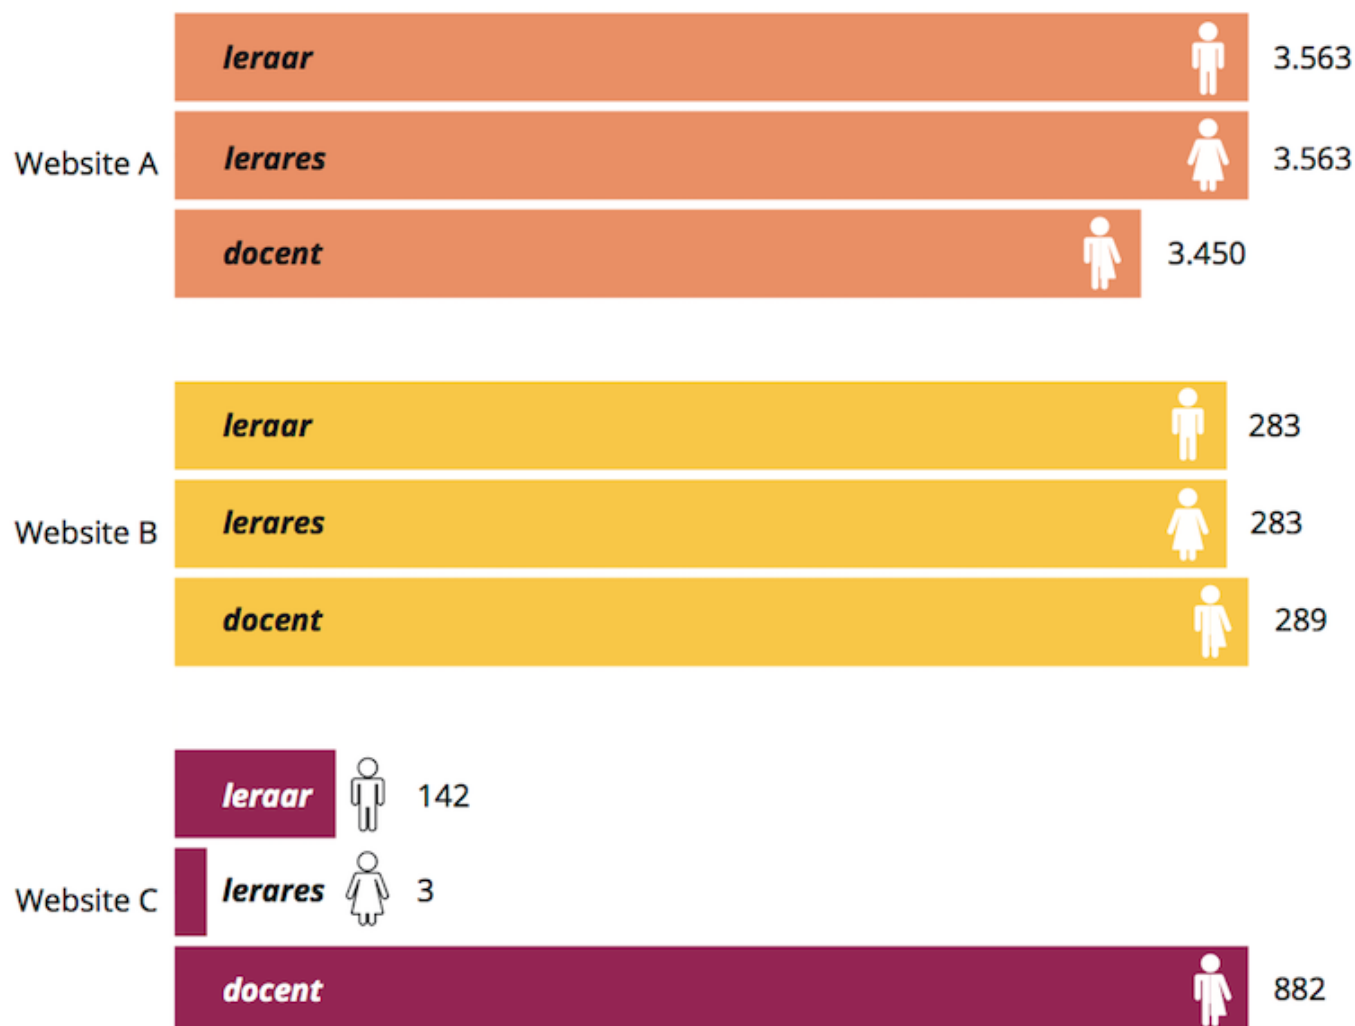 leraar 3.563
Website A
lerares 3.563
docent 3.450
leraar 283
Website B
lerares 283
docent 289
leraar 142
Website C
lerares 3
docent 882